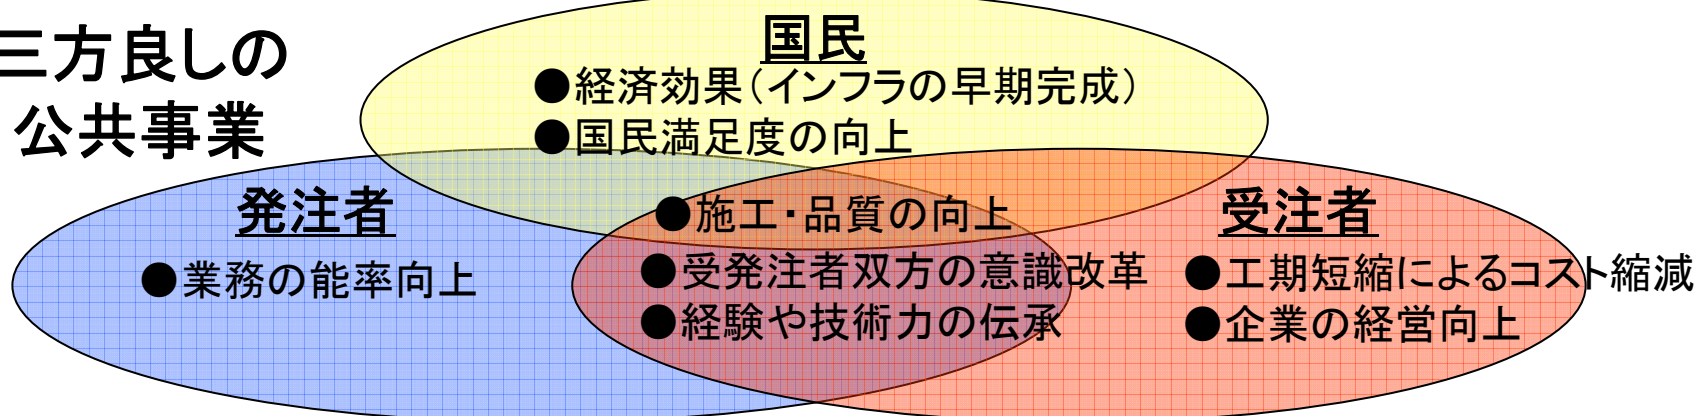 三方良しの
公共事業
国民
●経済効果（インフラの早期完成）
●国民満足度の向上
発注者
●業務の能率向上
●施工・品質の向上
●受発注者双方の意識改革
●経験や技術力の伝承
受注者
●工期短縮によるコスト縮減
●企業の経営向上